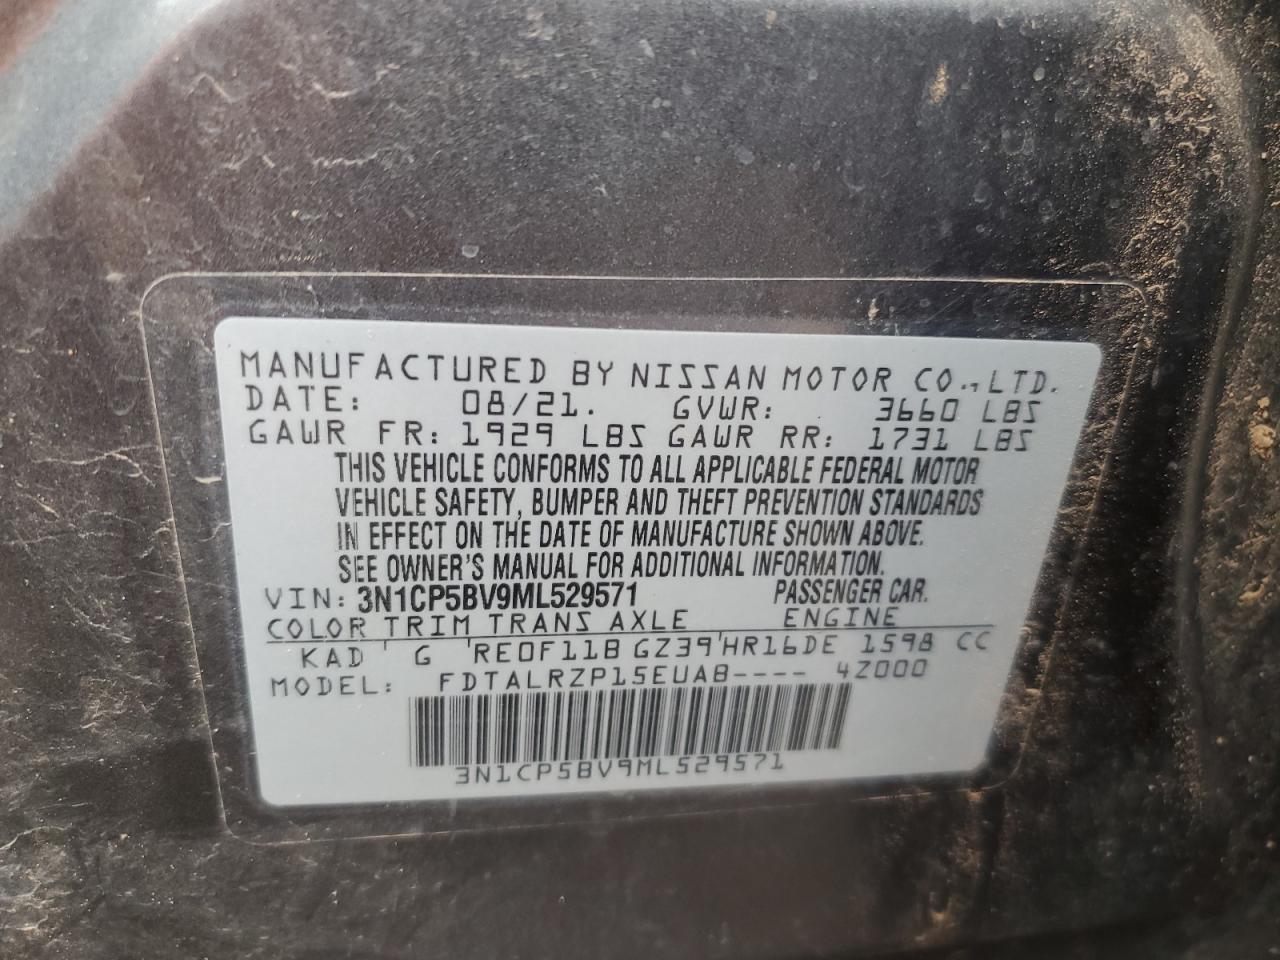 MANUFACTURED BY NISSAN MOTOR CO., LTD.
DATE: 08/21. GVWR: 3660 LBS
GAWR FR: 1929 LBS GAWR RR: 1731 LBS
THIS VEHICLE CONFORMS TO ALL APPLICABLE FEDERAL MOTOR
VEHICLE SAFETY, BUMPER AND THEFT PREVENTION STANDARDS
IN EFFECT ON THE DATE OF MANUFACTURE SHOWN ABOVE.
SEE OWNER'S MANUAL FOR ADDITIONAL INFORMATION.
VIN: 3N1CP5BV9ML529571 PASSENGER CAR.
COLOR TRIM TRANS AXLE ENGINE
KAD ' G 'RE0F11B GZ39'HR16DE 1598 CC
MODEL: FDTALRZP15EUA8---- 4Z000
3N1CP5BV9ML529571